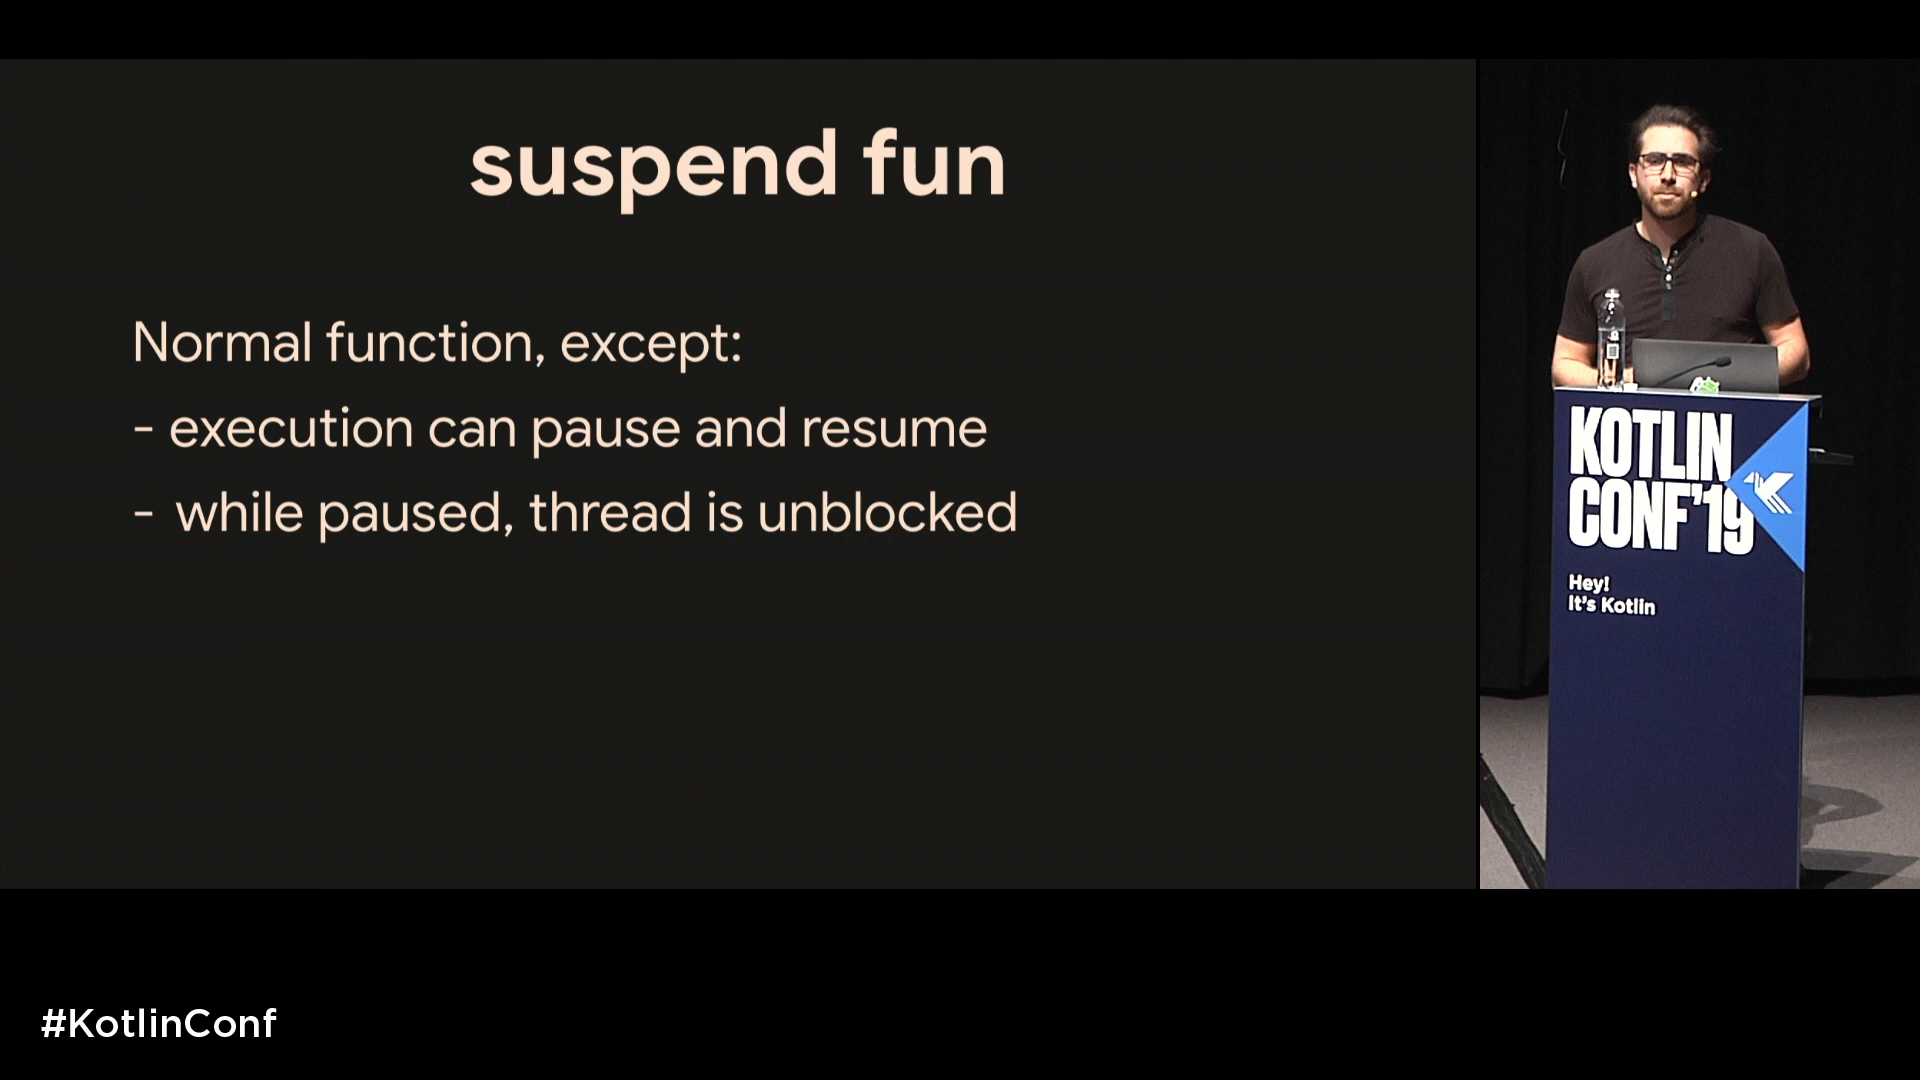 suspend fun
Normal function, except:
- execution can pause and resume
- while paused, thread is unblocked
KOTLIN
CONF'19
Hey!
It's Kotlin
#KotlinConf